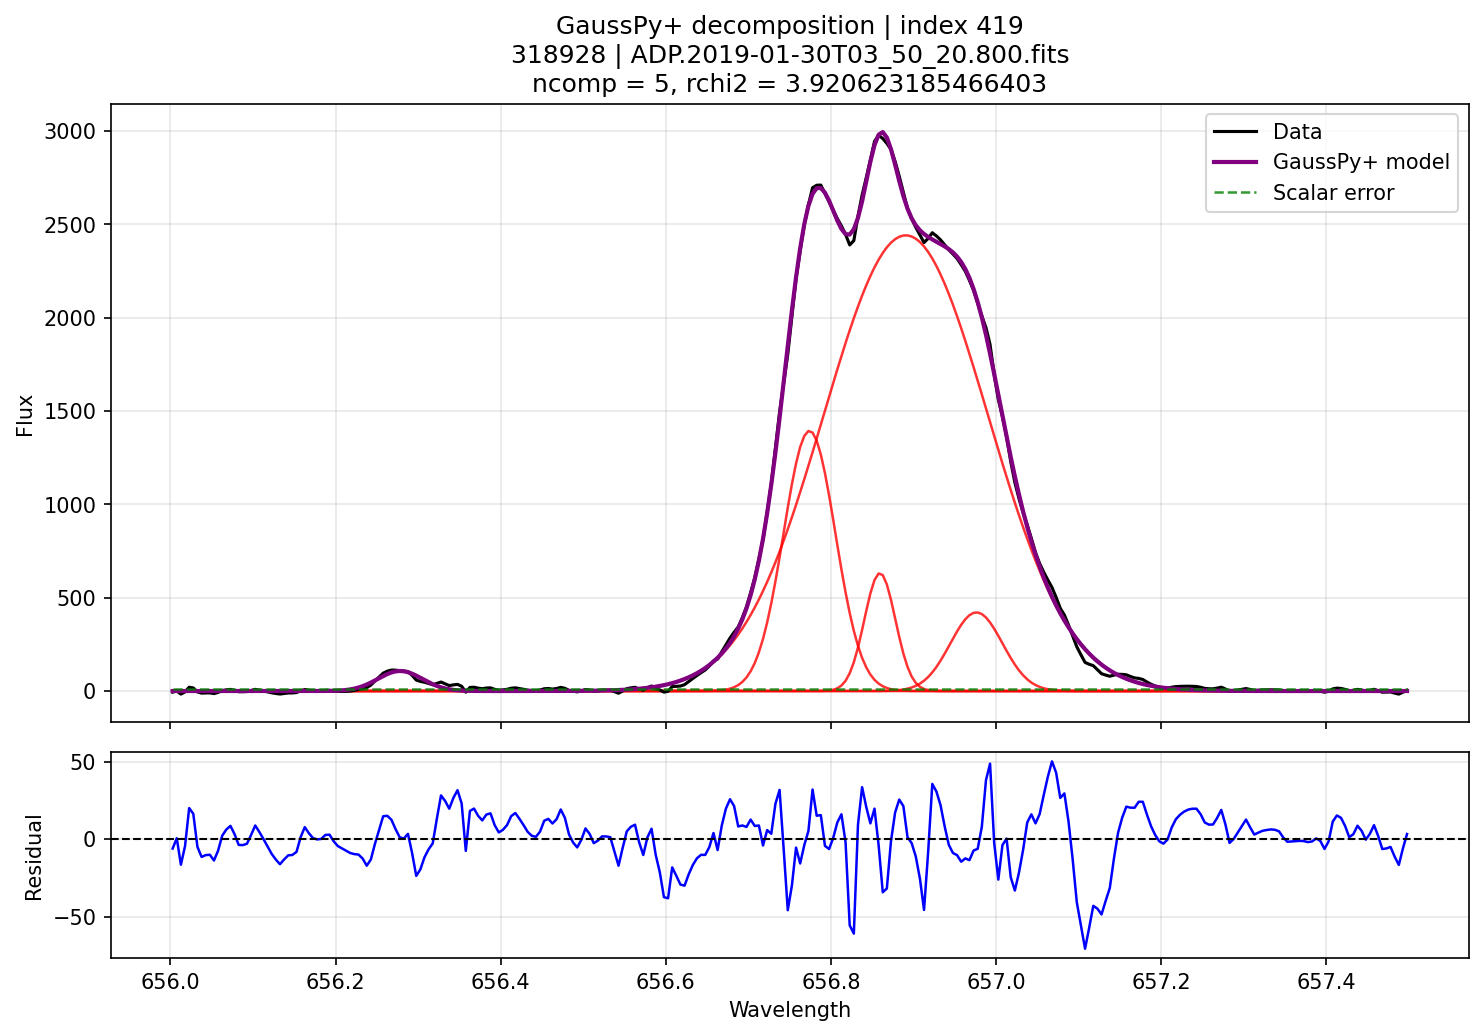 GaussPy+ decomposition | index 419
318928 | ADP.2019-01-30T03_50_20.800.fits
ncomp = 5, rchi2 = 3.920623185466403
Data
GaussPy+ model
Scalar error
Flux
3000
2500
2000
1500
1000
500
0
Residual
50
0
−50
656.0 656.2 656.4 656.6 656.8 657.0 657.2 657.4
Wavelength